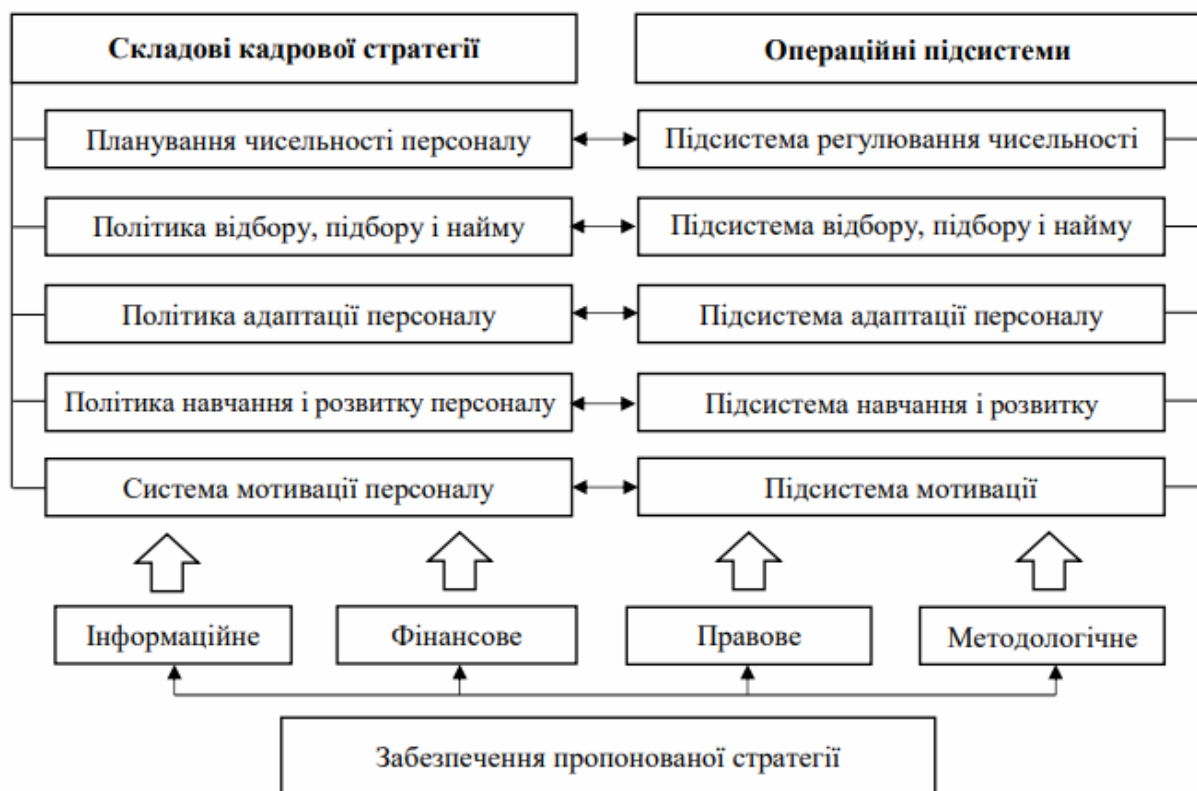 Складові кадрової стратегії
Операційні підсистеми
Планування чисельності персоналу
Підсистема регулювання чисельності
Політика відбору, підбору і найму
Підсистема відбору, підбору і найму
Політика адаптації персоналу
Підсистема адаптації персоналу
Політика навчання і розвитку персоналу
Підсистема навчання і розвитку
Система мотивації персоналу
Підсистема мотивації
Інформаційне
Фінансове
Правове
Методологічне
Забезпечення пропонованої стратегії